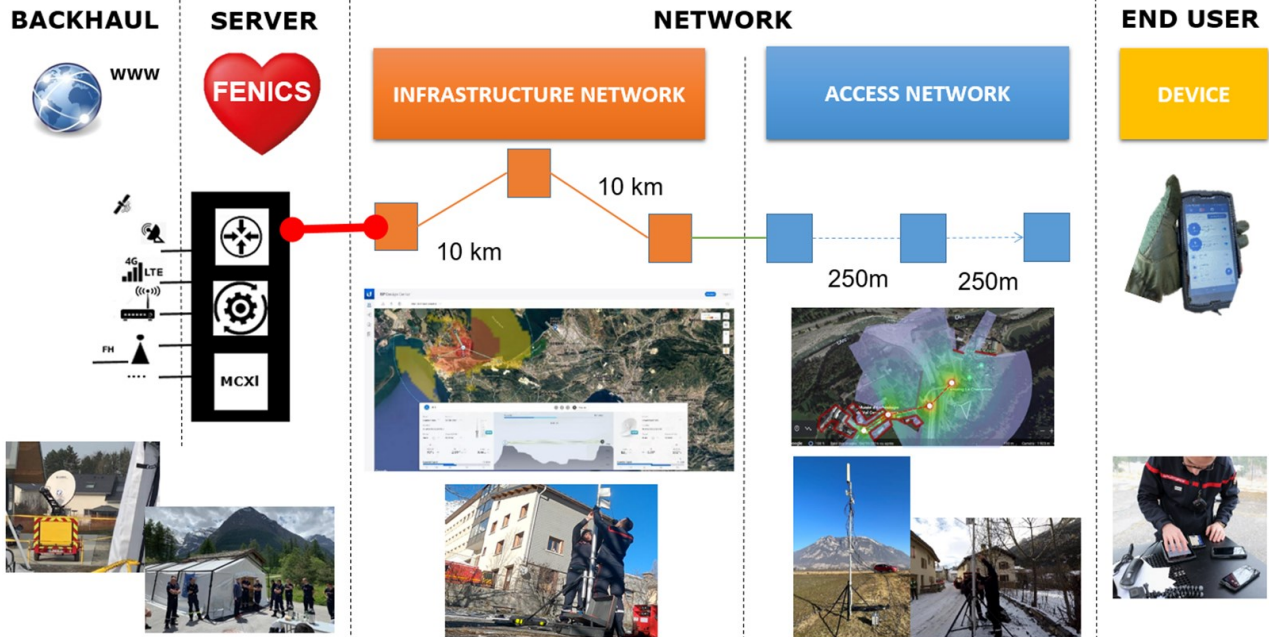 BACKHAUL
SERVER
NETWORK
END USER
www
FENICS
INFRASTRUCTURE NETWORK
ACCESS NETWORK
DEVICE
10 km
10 km
250m
250m
4G
LTE
FH
....
MCXl